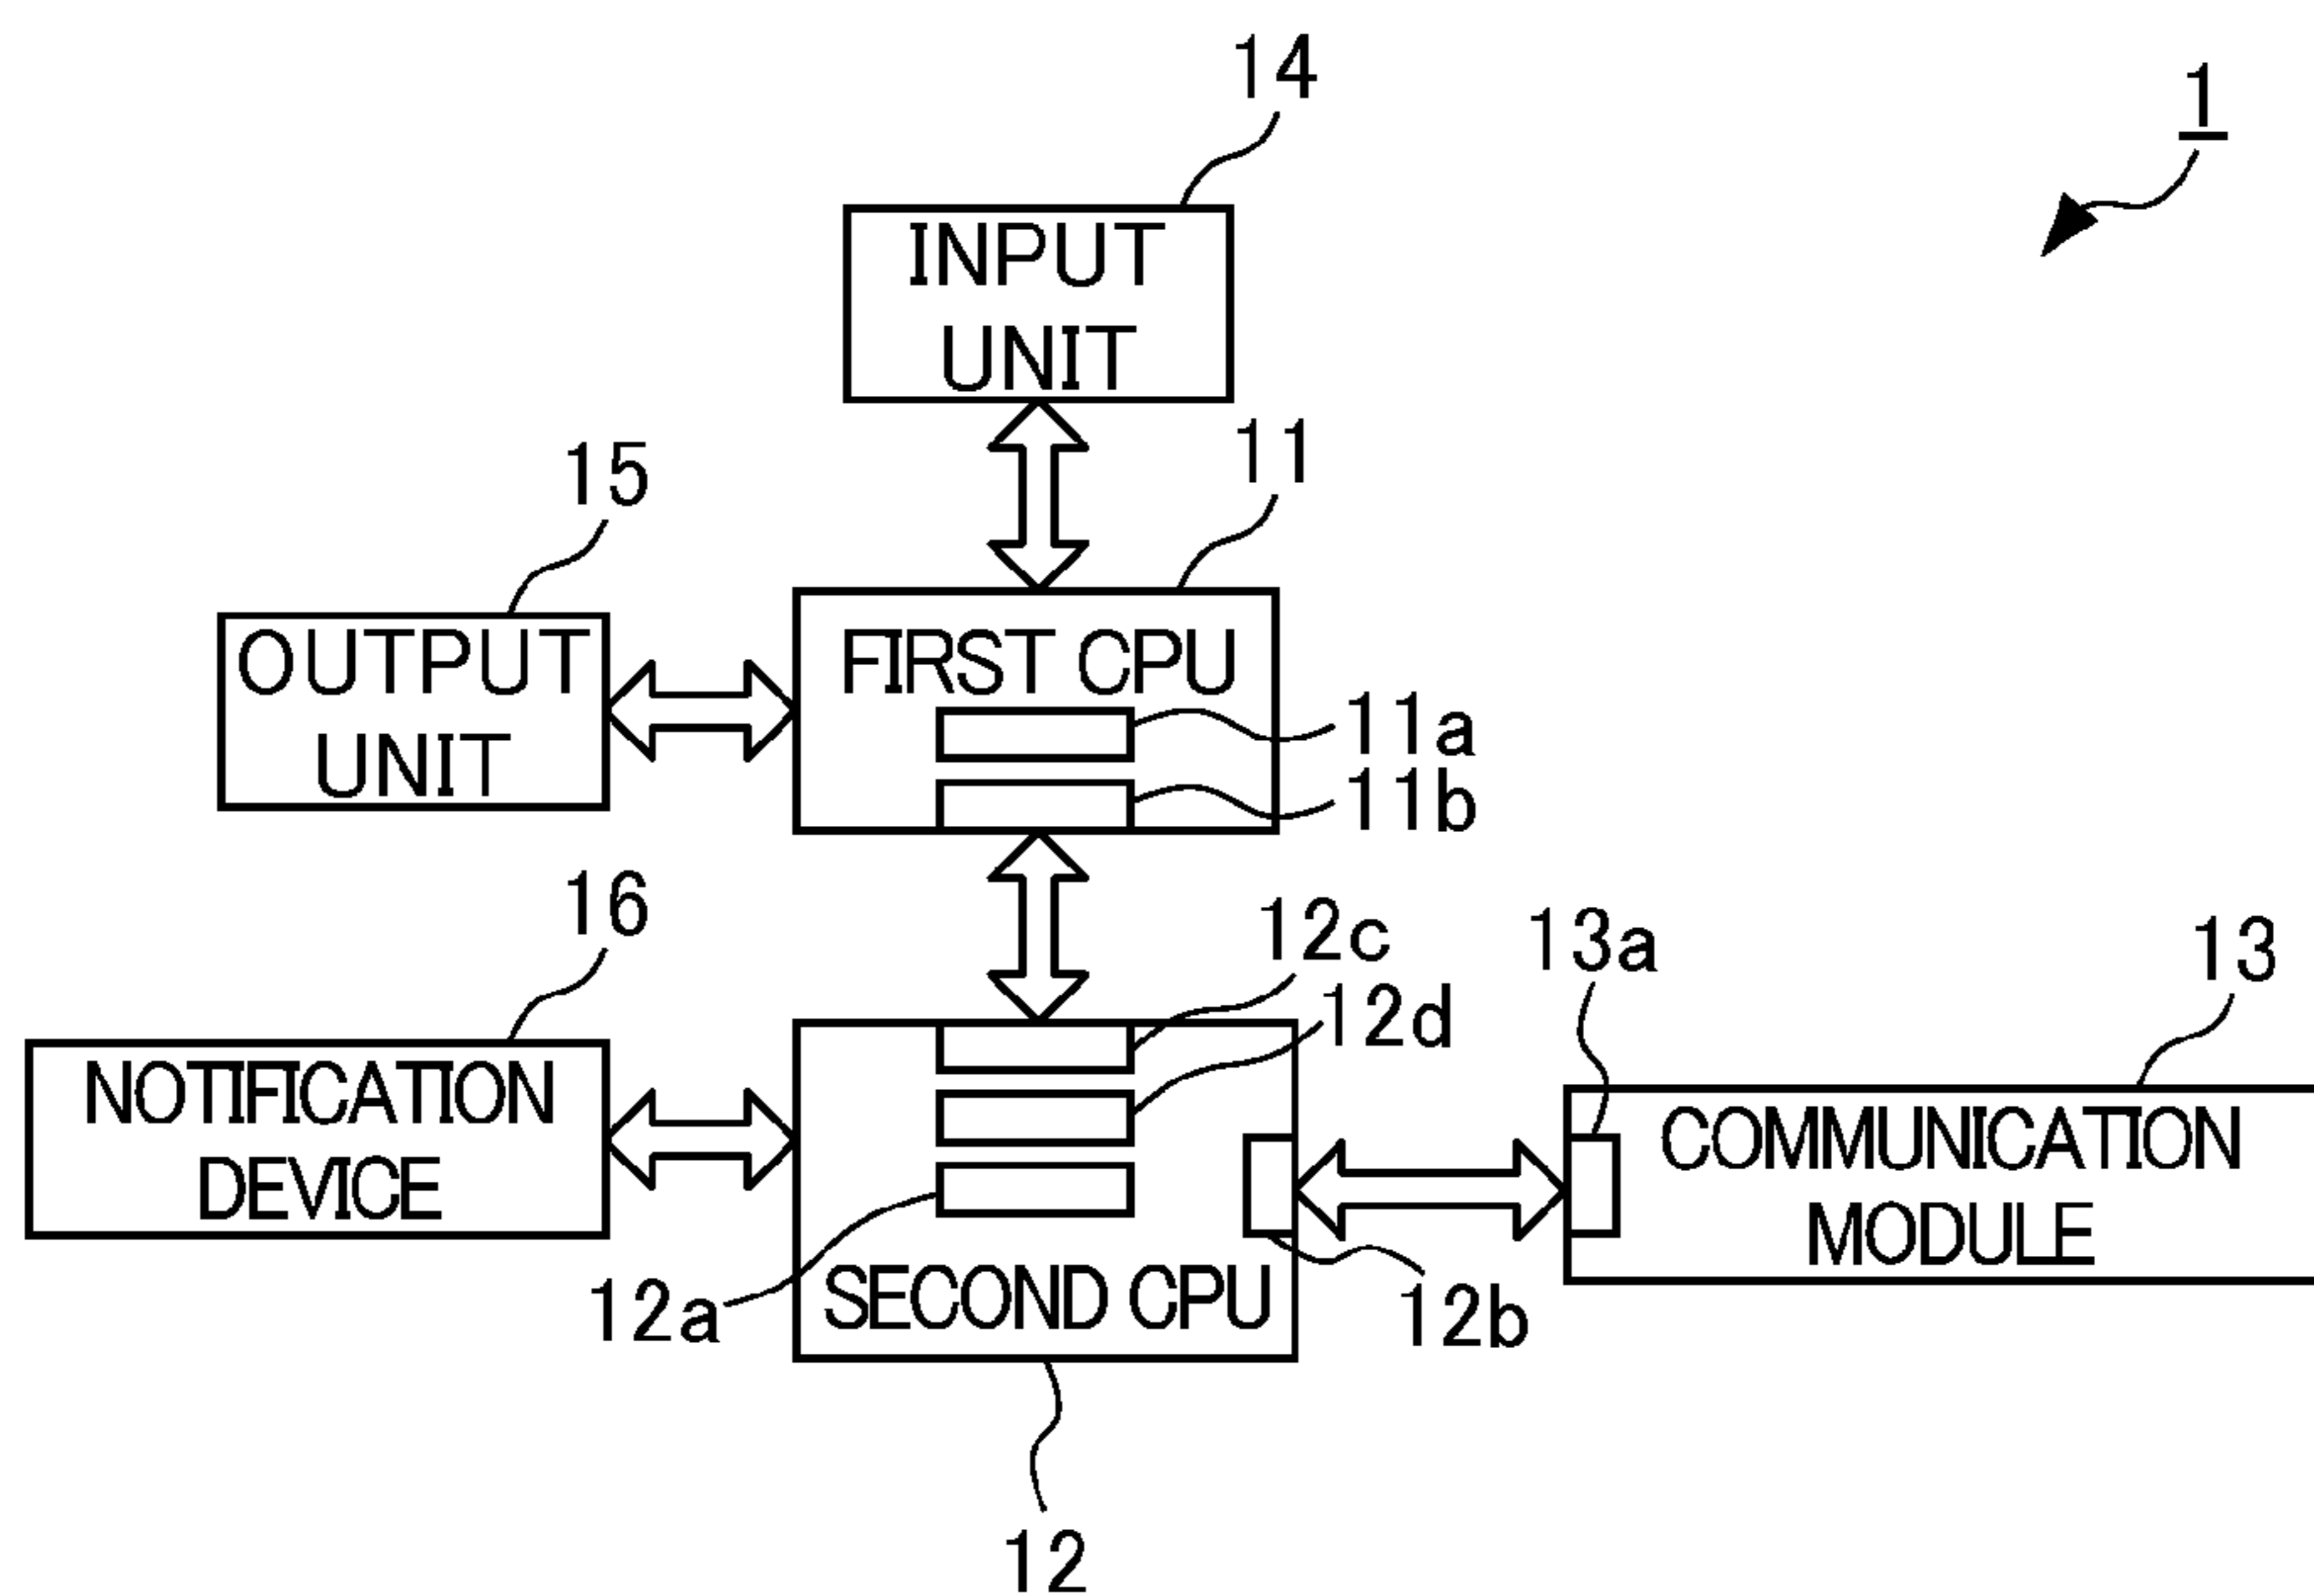 14
1
INPUT
UNIT
15
11
OUTPUT
UNIT
FIRST CPU
11a
11b
16
12c
12d
13a
13
NOTIFICATION
DEVICE
COMMUNICATION
MODULE
12a
SECOND CPU
12b
12